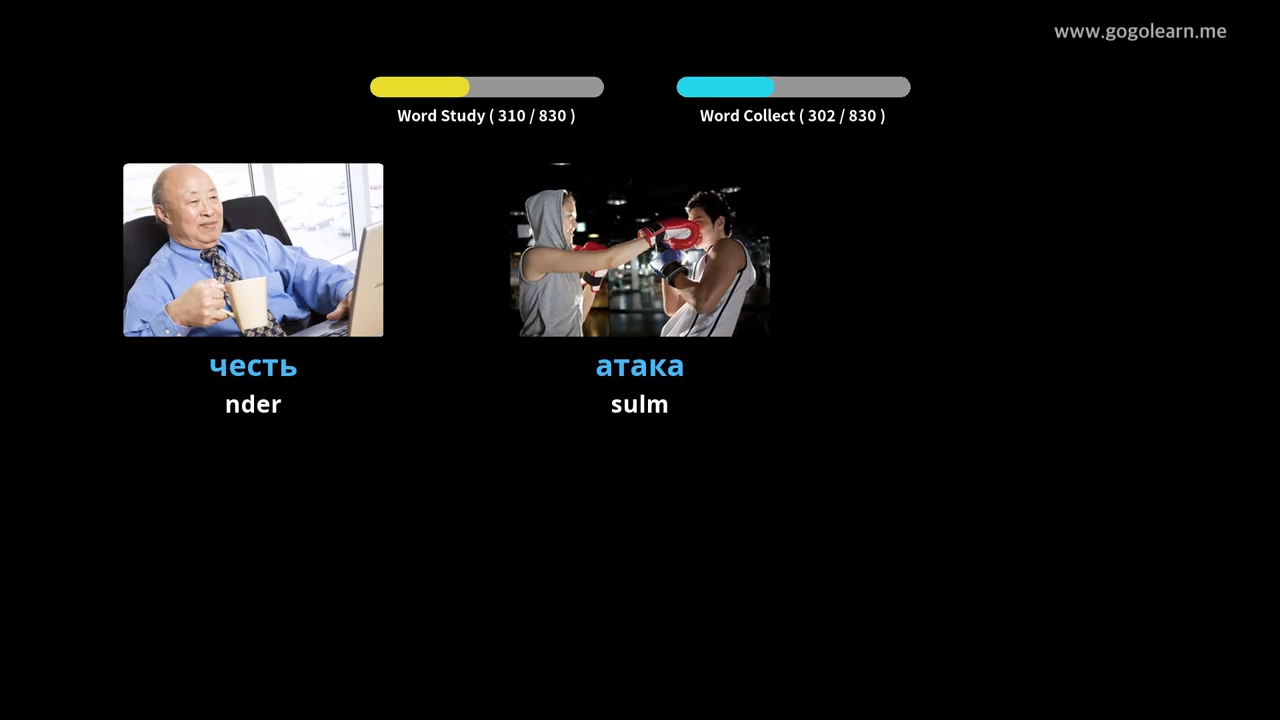 www.gogolearn.me
Word Study ( 310 / 830 )
Word Collect ( 302 / 830 )
честь
nder
атака
sulm